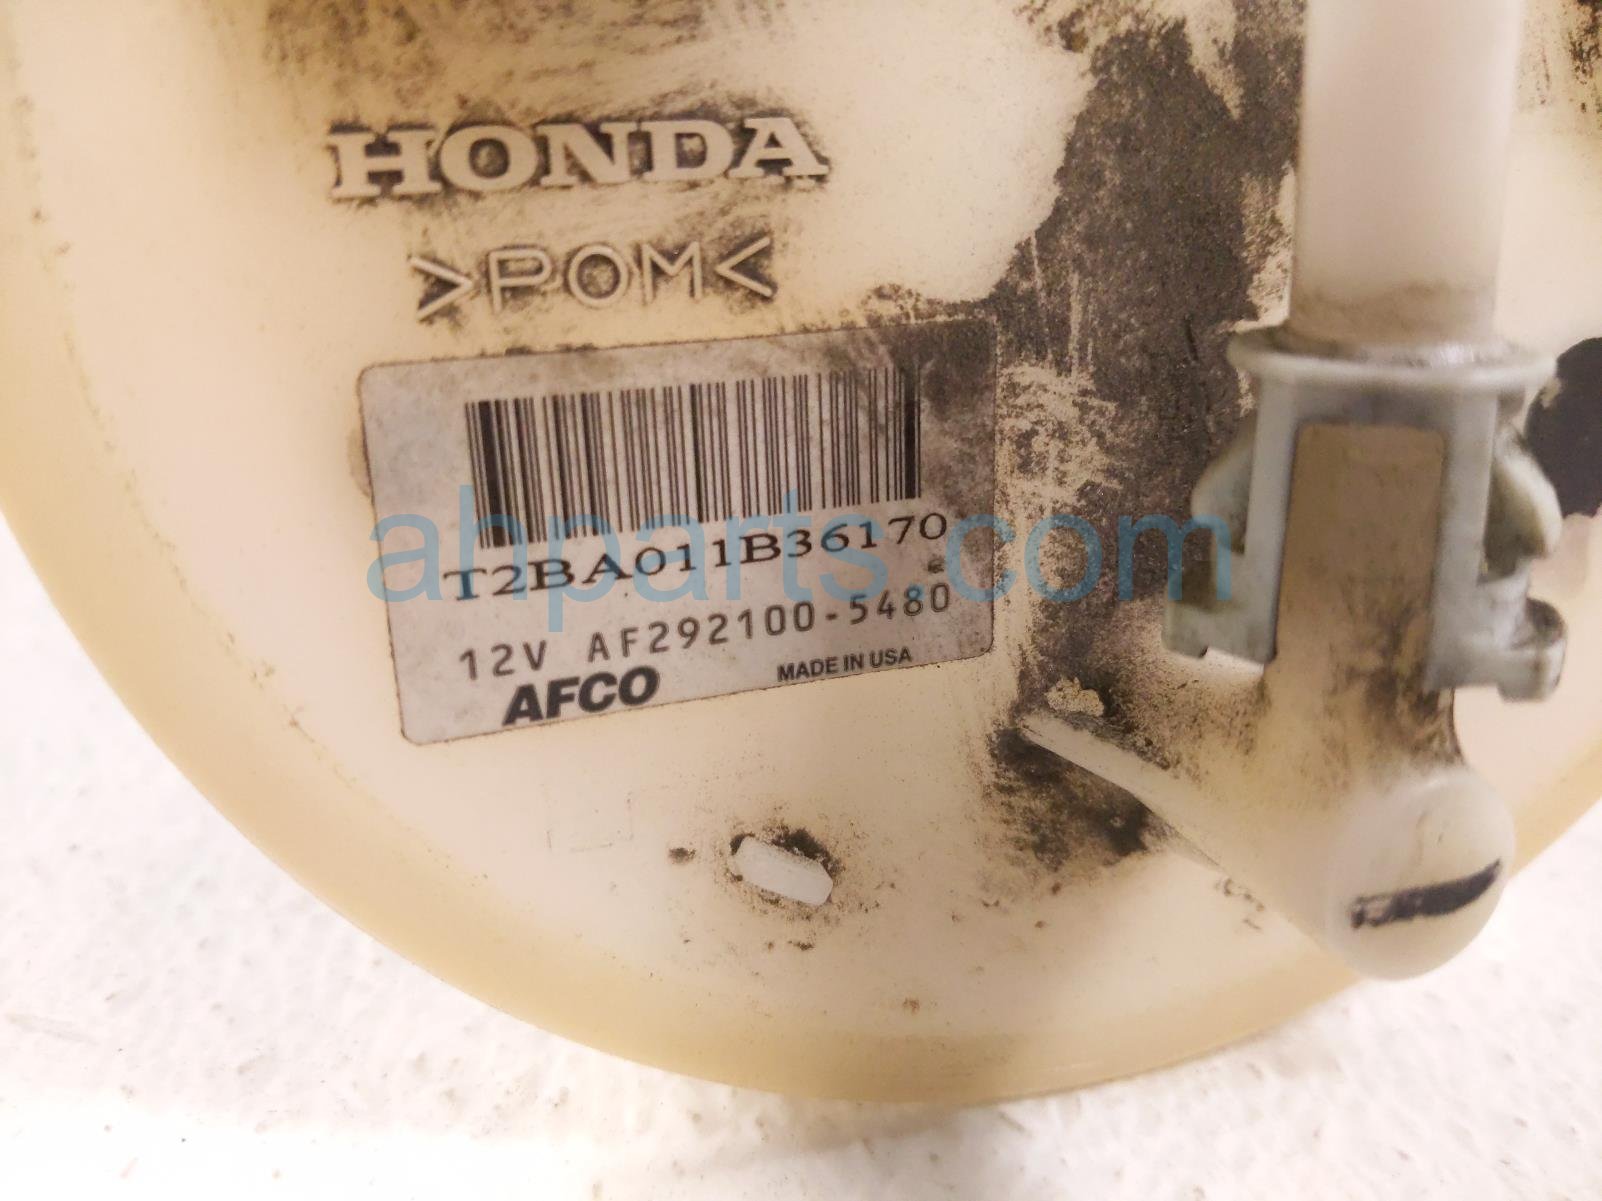 HONDA
>POM<
T2BA011B36170
12V AF292100-5480
AFCO MADE IN USA
ahparts.com